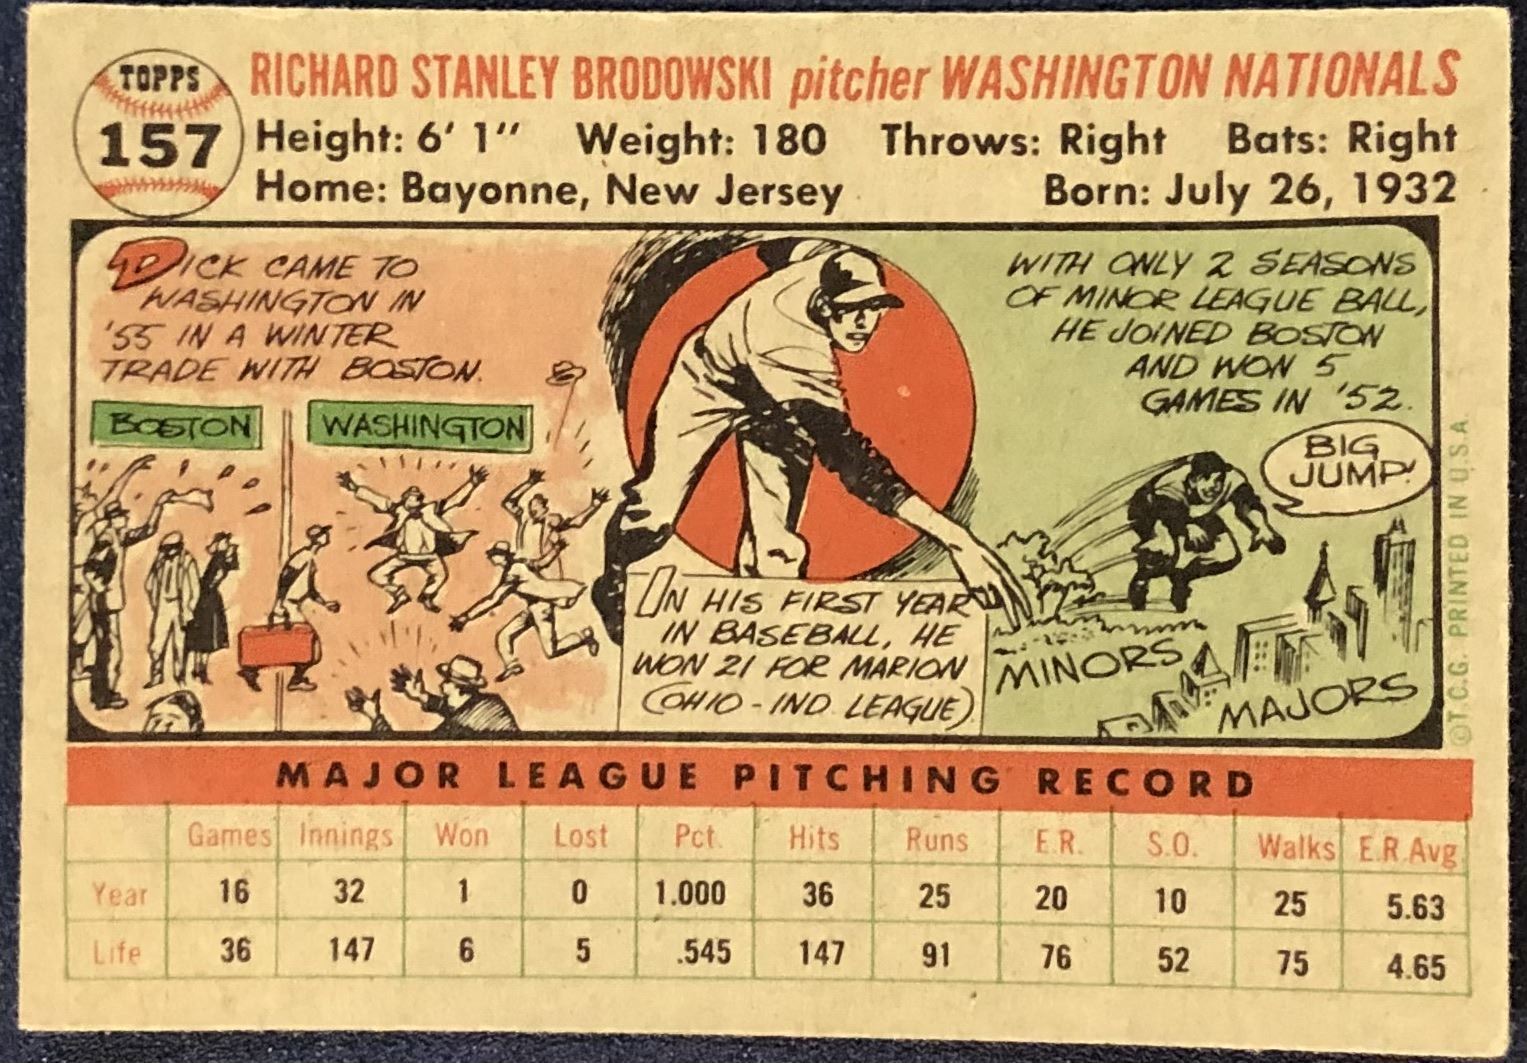 TOPPS
157
RICHARD STANLEY BRODOWSKI pitcher WASHINGTON NATIONALS
Height: 6' 1" Weight: 180 Throws: Right Bats: Right
Home: Bayonne, New Jersey Born: July 26, 1932
DICK CAME TO
WASHINGTON IN
'55 IN A WINTER
TRADE WITH BOSTON.
BOSTON
WASHINGTON
IN HIS FIRST YEAR
IN BASEBALL, HE
WON 21 FOR MARION
(OHIO - IND. LEAGUE)
WITH ONLY 2 SEASONS
OF MINOR LEAGUE BALL,
HE JOINED BOSTON
AND WON 5
GAMES IN '52.
BIG
JUMP!
MINORS
MAJORS
©T.C.G. PRINTED IN U.S.A.
MAJOR LEAGUE PITCHING RECORD
Games Innings Won Lost Pct. Hits Runs E.R. S.O. Walks E.R.Avg
Year 16 32 1 0 1.000 36 25 20 10 25 5.63
Life 36 147 6 5 .545 147 91 76 52 75 4.65